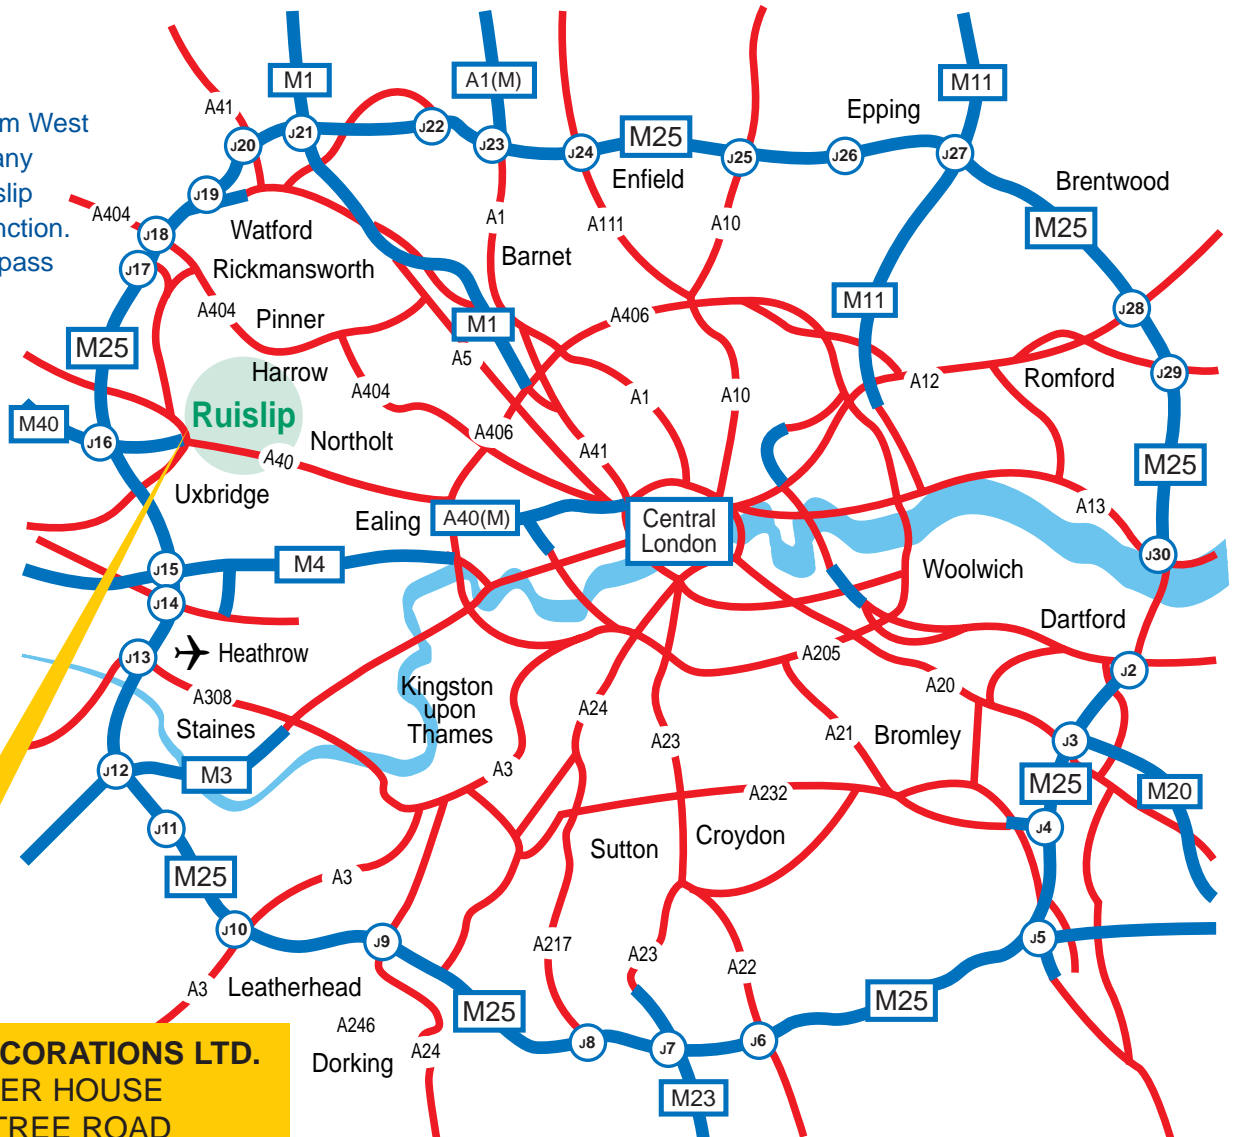 M1
A1(M)
M11
A41
m West
any
slip
nction.
pass
J20
J21
J22
J23
J24
M25
J25
J26
J27
Epping
Enfield
Brentwood
J19
A404
J18
J17
Watford
Rickmansworth
A1
Barnet
A111
A10
M25
M11
J28
A404
Pinner
M1
A406
M25
A5
Harrow
A404
A1
A10
A12
Romford
J29
M40
J16
Ruislip
Northolt
A40
A406
A41
M25
Uxbridge
Ealing
A40(M)
Central
London
A13
J30
J15
M4
Woolwich
J14
Dartford
J13
Heathrow
A205
J2
A308
Kingston
upon
Thames
A24
A20
Staines
A23
A21
Bromley
J3
J12
M3
A3
A232
M25
M20
J11
Sutton
Croydon
J4
M25
A3
J10
J9
A217
A23
A22
J5
A3
Leatherhead
M25
M25
A246
Dorking
A24
J8
J7
J6
M23
CORATIONS LTD.
ER HOUSE
TREE ROAD